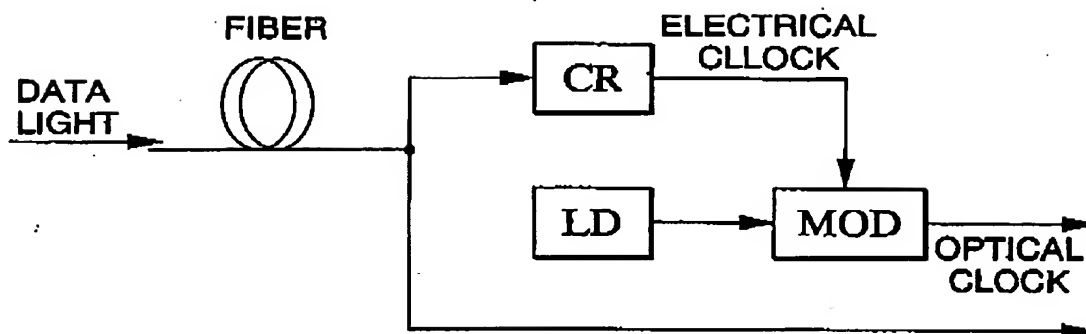 FIBER
DATA
LIGHT
CR
ELECTRICAL
CLLOCK
LD
MOD
OPTICAL
CLOCK